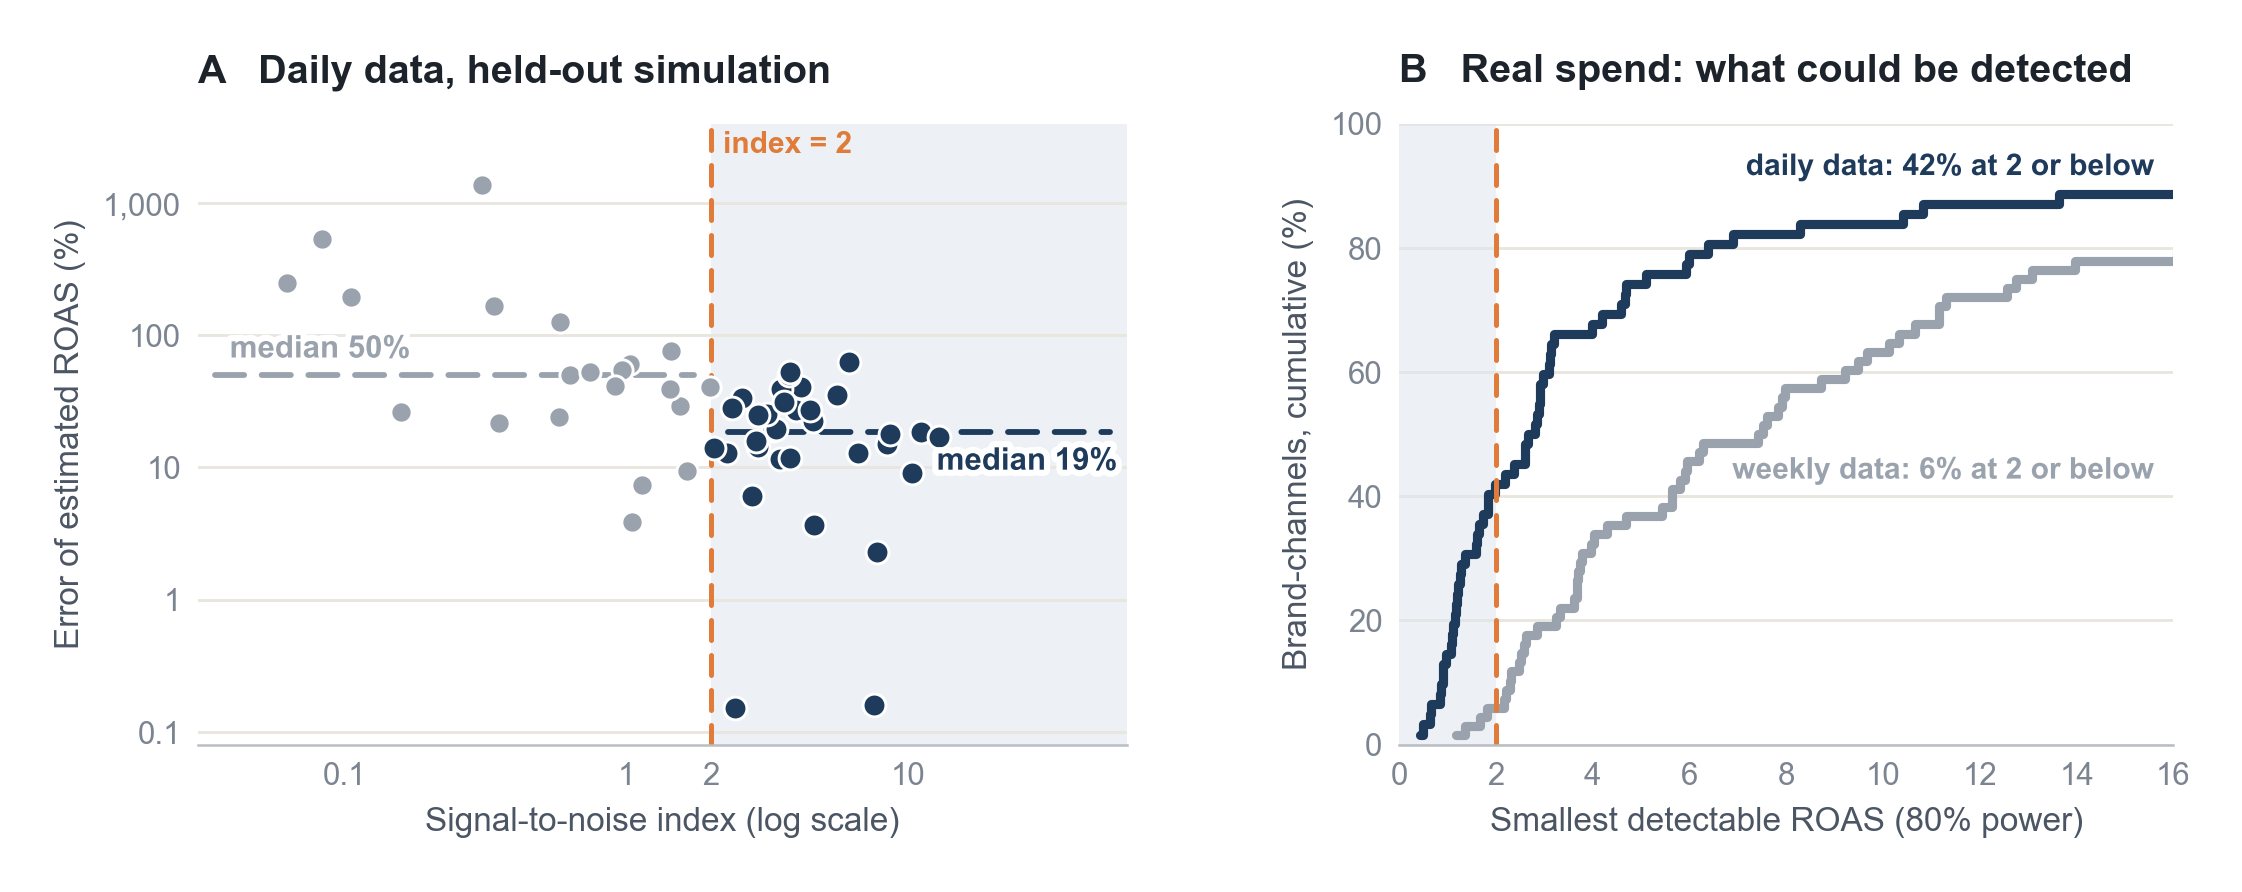 A Daily data, held-out simulation
index = 2
1,000
100
10
1
0.1
median 50%
median 19%
Error of estimated ROAS (%)
0.1 1 2 10
Signal-to-noise index (log scale)
B Real spend: what could be detected
100
80
60
40
20
0
daily data: 42% at 2 or below
weekly data: 6% at 2 or below
Brand-channels, cumulative (%)
0 2 4 6 8 10 12 14 16
Smallest detectable ROAS (80% power)